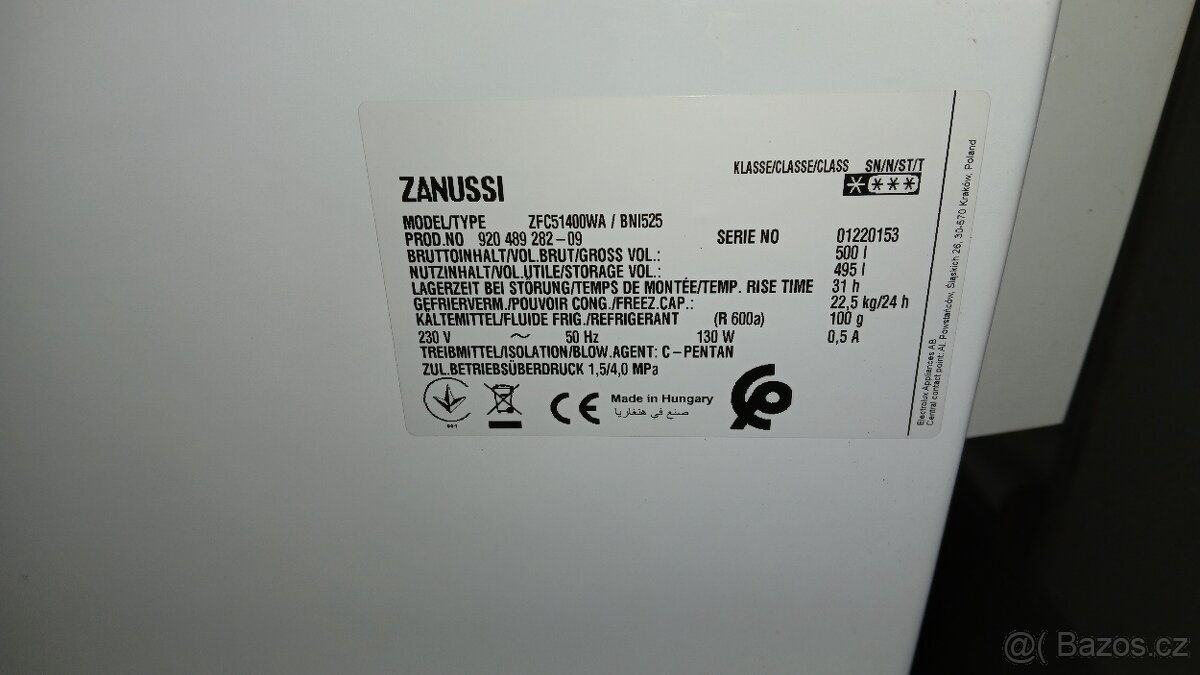 KLASSE/CLASSE/CLASS SN/N/ST/T
ZANUSSI
MODEL/TYPE ZFC51400WA / BNI525
PROD.NO 920 489 282-09 SERIE NO 01220153
BRUTTOINHALT/VOL.BRUT/GROSS VOL.: 500 l
NUTZINHALT/VOL.UTILE/STORAGE VOL.: 495 l
LAGERZEIT BEI STÖRUNG/TEMPS DE MONTÉE/TEMP. RISE TIME 31 h
GEFRIERVERM./POUVOIR CONG./FREEZ.CAP.: 22,5 kg/24 h
KÄLTEMITTEL/FLUIDE FRIG./REFRIGERANT (R 600a) 100 g
230 V ~ 50 Hz 130 W 0,5 A
TREIBMITTEL/ISOLATION/BLOW.AGENT: C-PENTAN
ZUL.BETRIEBSÜBERDRUCK 1,5/4,0 MPa
CE
Made in Hungary
صنع في هنغاريا
Electrolux Appliances AB
Central contact point: Al. Powstańców, Śląskich 26, 30-570 Kraków, Poland
@( Bazos.cz